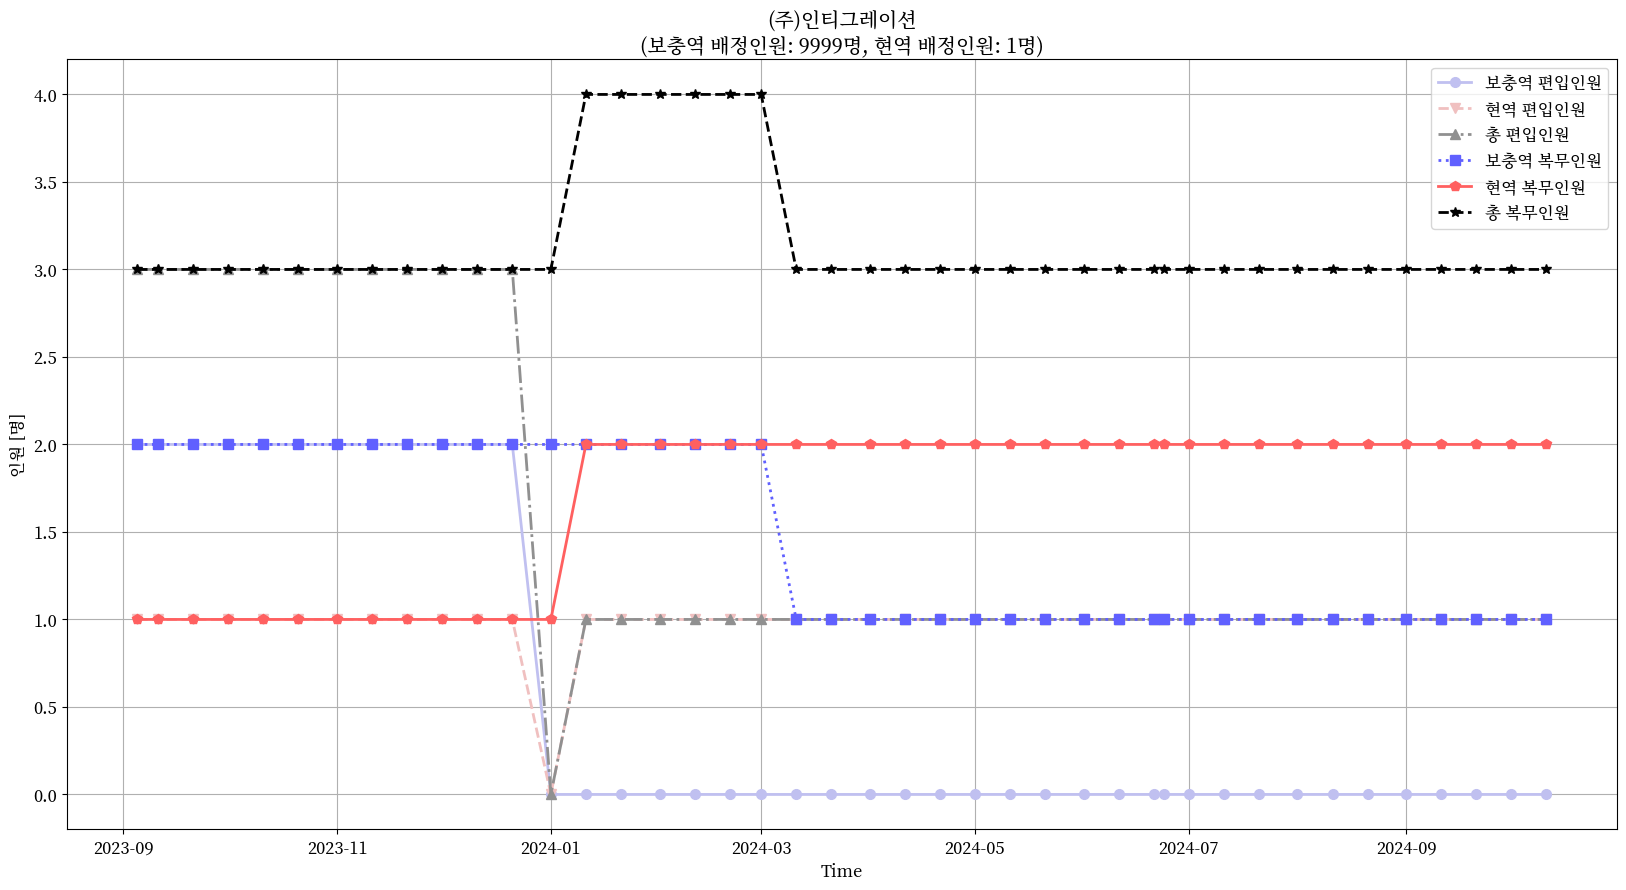 (주)인티그레이션
(보충역 배정인원: 9999명, 현역 배정인원: 1명)
보충역 편입인원
현역 편입인원
총 편입인원
보충역 복무인원
현역 복무인원
총 복무인원
인원 [명]
4.0
3.5
3.0
2.5
2.0
1.5
1.0
0.5
0.0
2023-09 2023-11 2024-01 2024-03 2024-05 2024-07 2024-09
Time